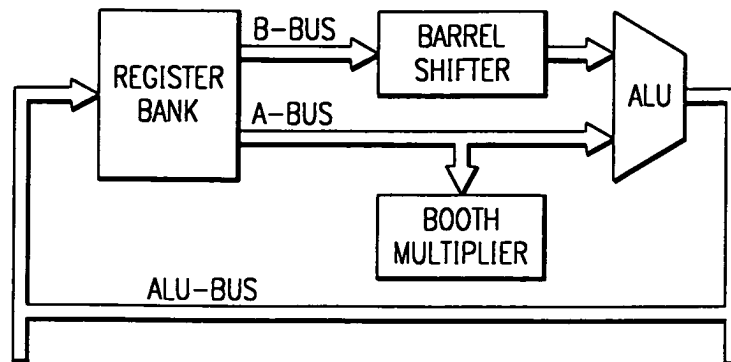 B-BUS
BARREL
SHIFTER
REGISTER
BANK
ALU
A-BUS
BOOTH
MULTIPLIER
ALU-BUS